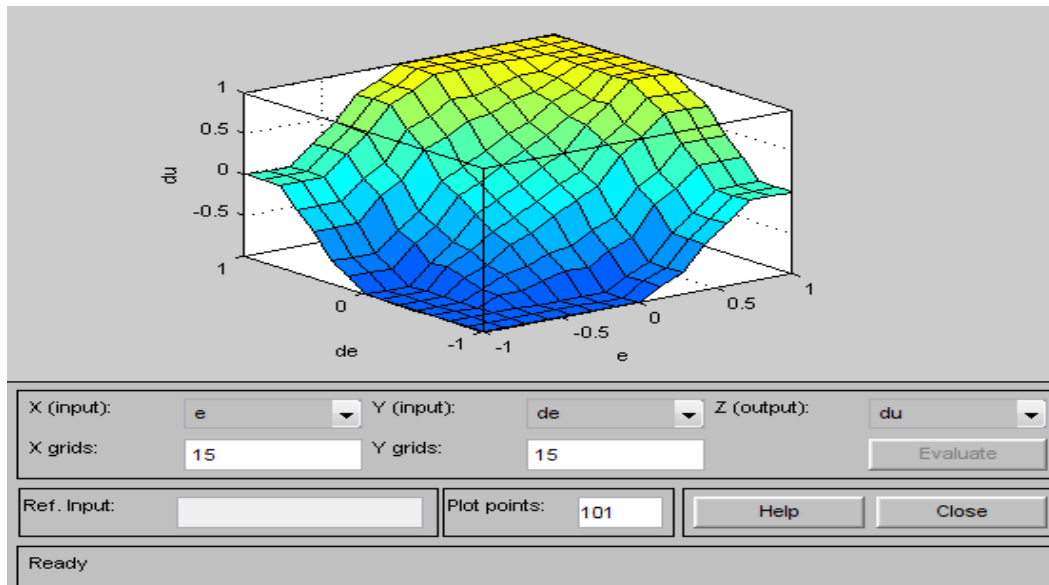 1
0.5
0
-0.5
du
1
0
-1
de
-1
-0.5
0
0.5
1
e
X (input): e Y (input): de Z (output): du
X grids: 15 Y grids: 15 Evaluate
Ref. Input: Plot points: 101 Help Close
Ready